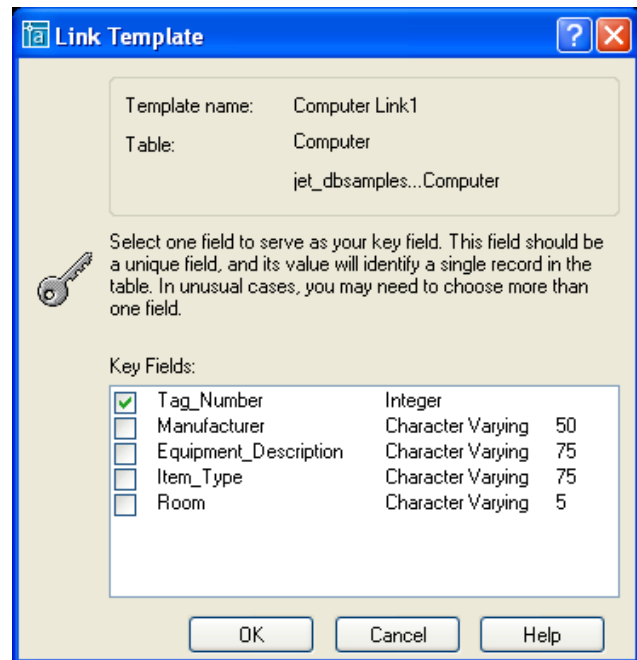 Link Template
Template name: Computer Link1
Table: Computer
jet_dbsamples...Computer
Select one field to serve as your key field. This field should be
a unique field, and its value will identify a single record in the
table. In unusual cases, you may need to choose more than
one field.
Key Fields:
Tag_Number Integer
Manufacturer Character Varying 50
Equipment_Description Character Varying 75
Item_Type Character Varying 75
Room Character Varying 5
OK Cancel Help